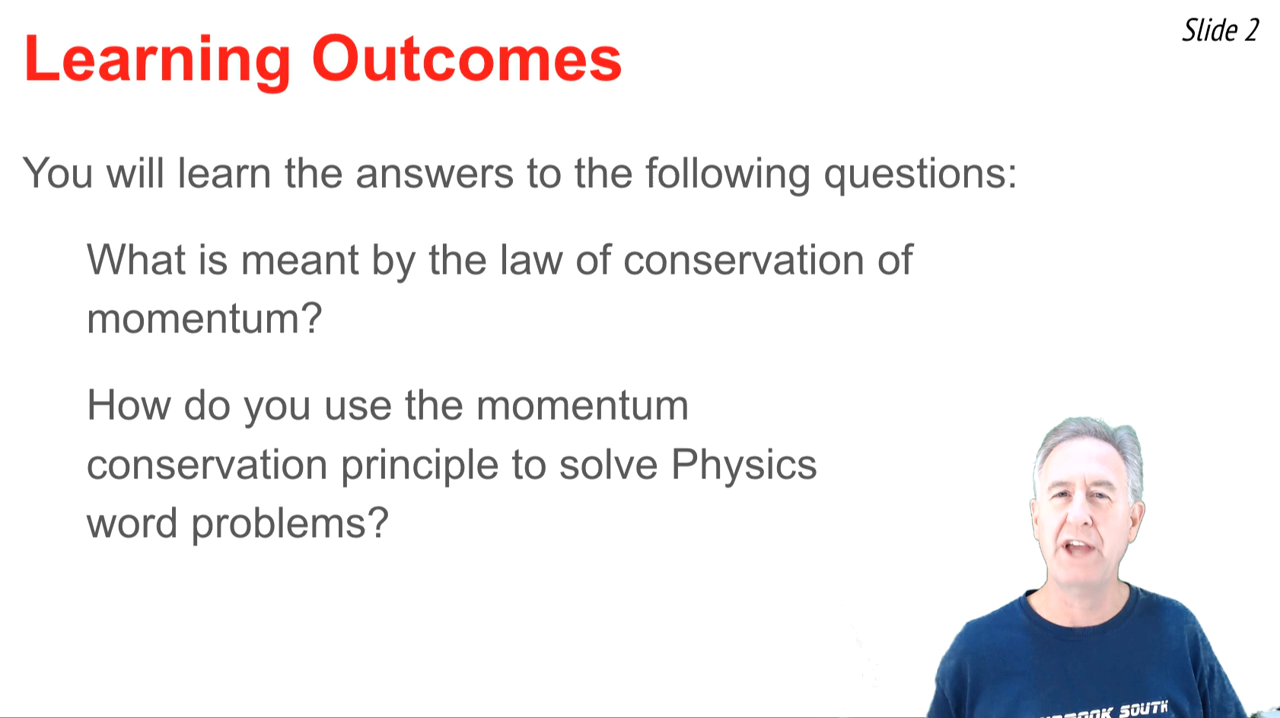 Slide 2
Learning Outcomes
You will learn the answers to the following questions:
What is meant by the law of conservation of
momentum?
How do you use the momentum
conservation principle to solve Physics
word problems?
SOUTH